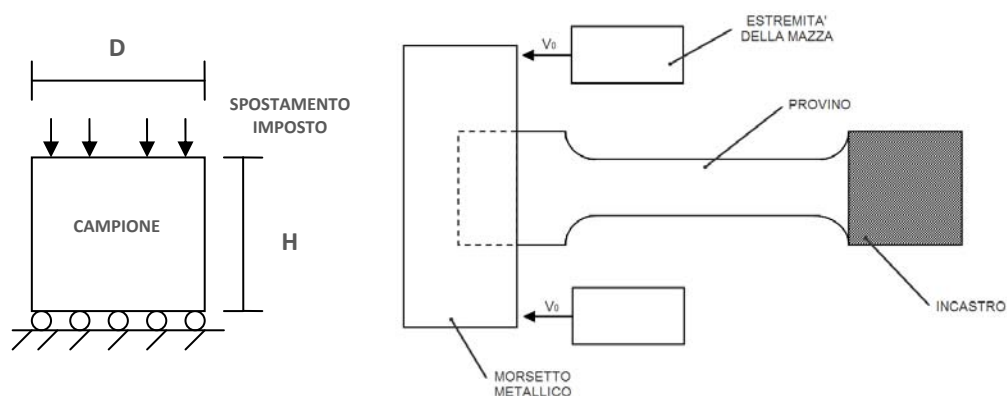 D
SPOSTAMENTO
IMPOSTO
CAMPIONE
H
V₀
ESTREMITA'
DELLA MAZZA
PROVINO
V₀
INCASTRO
MORSETTO
METALLICO